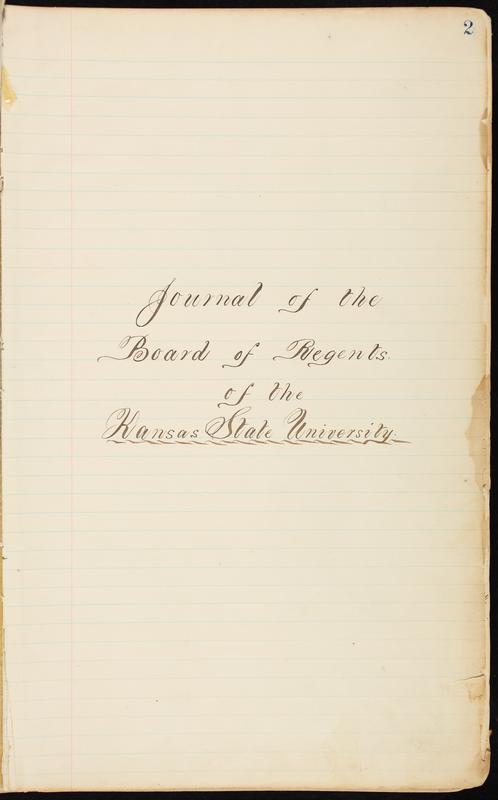 2
Journal of the
Board of Regents.
of the
Kansas State University.